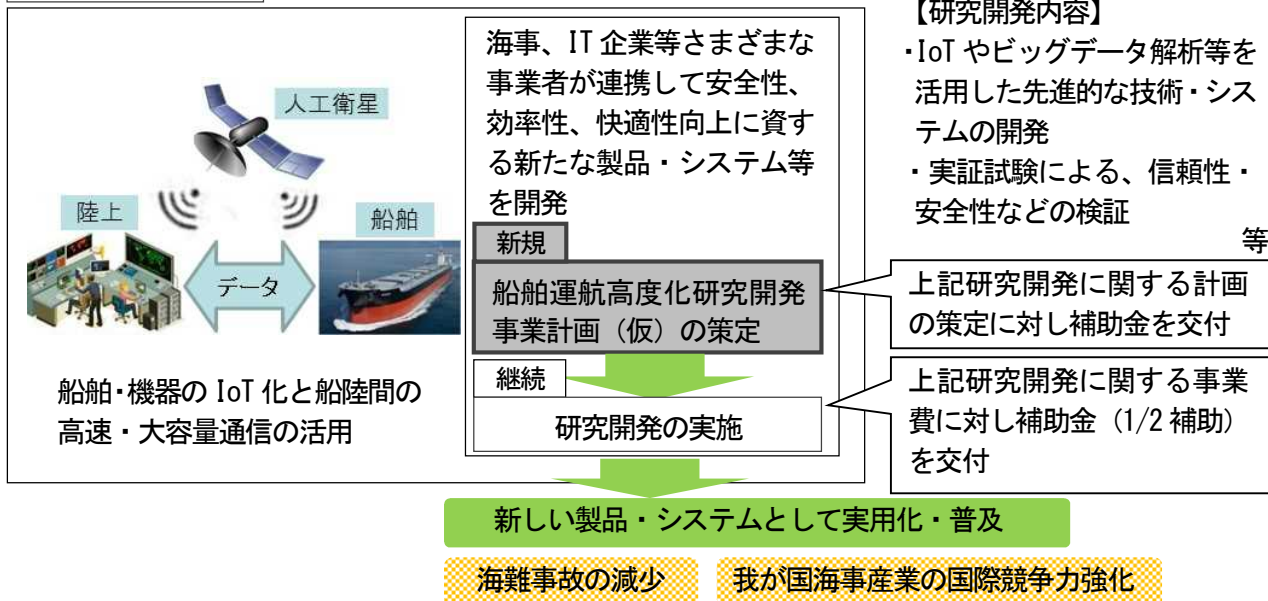 人工衛星
陸上
船舶
データ
船舶・機器の IoT 化と船陸間の
高速・大容量通信の活用
海事、IT 企業等さまざまな
事業者が連携して安全性、
効率性、快適性向上に資す
る新たな製品・システム等
を開発
新規
船舶運航高度化研究開発
事業計画（仮）の策定
継続
研究開発の実施
【研究開発内容】
・IoT やビッグデータ解析等を
活用した先進的な技術・シス
テムの開発
・実証試験による、信頼性・
安全性などの検証
等
上記研究開発に関する計画
の策定に対し補助金を交付
上記研究開発に関する事業
費に対し補助金（1/2 補助）
を交付
新しい製品・システムとして実用化・普及
海難事故の減少
我が国海事産業の国際競争力強化